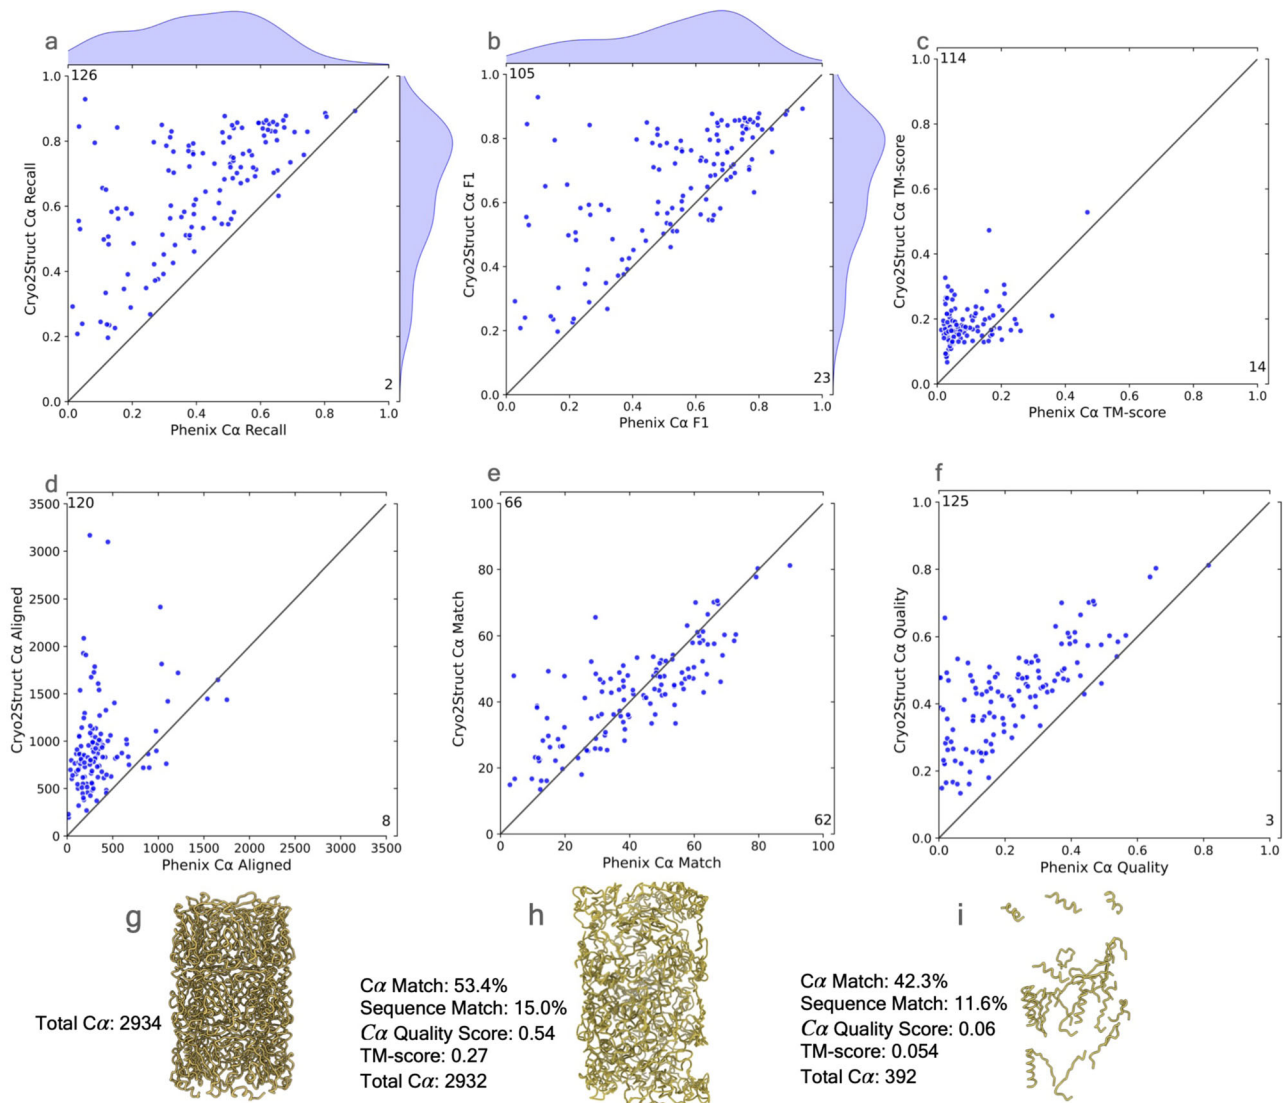 a
126
1.0
0.8
0.6
0.4
0.2
0.0
Cryo2Struct Cα Recall
2
0.0 0.2 0.4 0.6 0.8 1.0
Phenix Cα Recall
b
105
1.0
0.8
0.6
0.4
0.2
0.0
Cryo2Struct Cα F1
23
0.0 0.2 0.4 0.6 0.8 1.0
Phenix Cα F1
c
114
1.0
0.8
0.6
0.4
0.2
0.0
Cryo2Struct Cα TM-score
14
0.0 0.2 0.4 0.6 0.8 1.0
Phenix Cα TM-score
d
120
3500
3000
2500
2000
1500
1000
500
0
Cryo2Struct Cα Aligned
8
0 500 1000 1500 2000 2500 3000 3500
Phenix Cα Aligned
e
66
100
80
60
40
20
0
Cryo2Struct Cα Match
62
0 20 40 60 80 100
Phenix Cα Match
f
125
1.0
0.8
0.6
0.4
0.2
0.0
Cryo2Struct Cα Quality
3
0.0 0.2 0.4 0.6 0.8 1.0
Phenix Cα Quality
g
Total Cα: 2934
h
Cα Match: 53.4%
Sequence Match: 15.0%
Cα Quality Score: 0.54
TM-score: 0.27
Total Cα: 2932
i
Cα Match: 42.3%
Sequence Match: 11.6%
Cα Quality Score: 0.06
TM-score: 0.054
Total Cα: 392